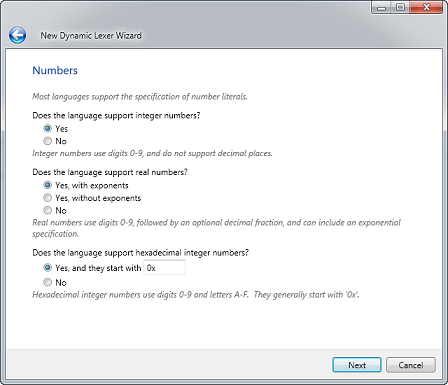 New Dynamic Lexer Wizard
Numbers
Most languages support the specification of number literals.
Does the language support integer numbers?
Yes
No
Integer numbers use digits 0-9, and do not support decimal places.
Does the language support real numbers?
Yes, with exponents
Yes, without exponents
No
Real numbers use digits 0-9, followed by an optional decimal fraction, and can include an exponential
specification.
Does the language support hexadecimal integer numbers?
Yes, and they start with 0x
No
Hexadecimal integer numbers use digits 0-9 and letters A-F. They generally start with '0x'.
Next Cancel